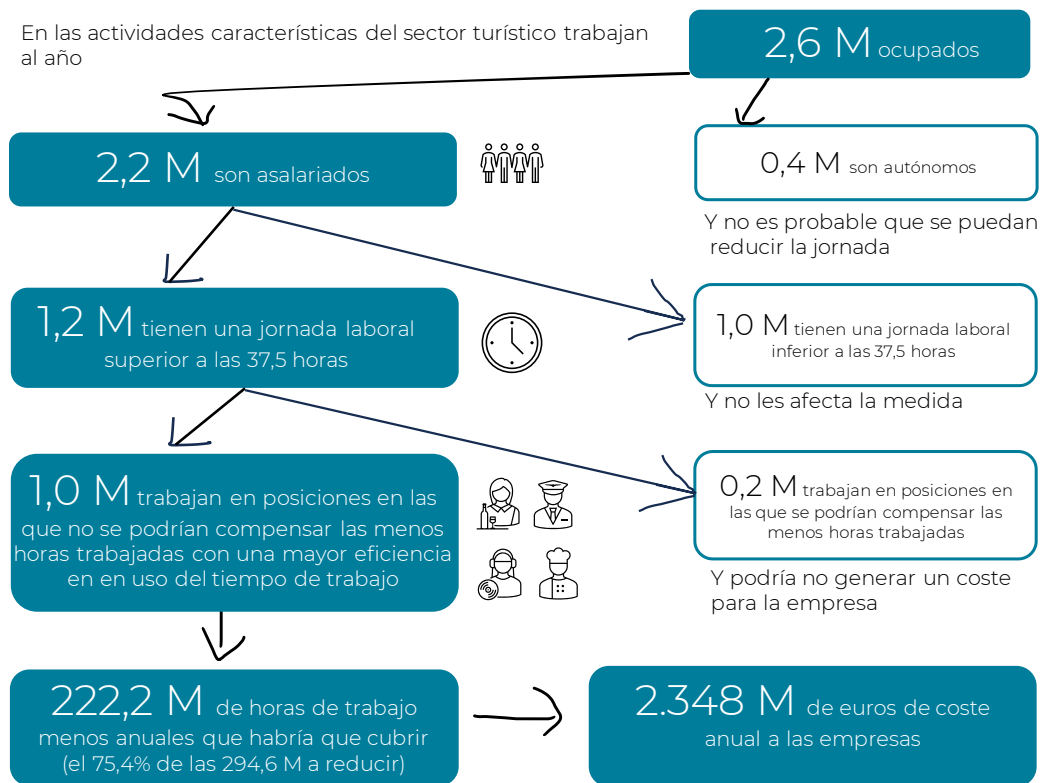 En las actividades características del sector turístico trabajan
al año
2,6 M ocupados
2,2 M son asalariados
0,4 M son autónomos
Y no es probable que se puedan
reducir la jornada
1,2 M tienen una jornada laboral
superior a las 37,5 horas
1,0 M tienen una jornada laboral
inferior a las 37,5 horas
Y no les afecta la medida
1,0 M trabajan en posiciones en las
que no se podrían compensar las menos
horas trabajadas con una mayor eficiencia
en en uso del tiempo de trabajo
0,2 M trabajan en posiciones en
las que se podrían compensar las
menos horas trabajadas
Y podría no generar un coste
para la empresa
222,2 M de horas de trabajo
menos anuales que habría que cubrir
(el 75,4% de las 294,6 M a reducir)
2.348 M de euros de coste
anual a las empresas